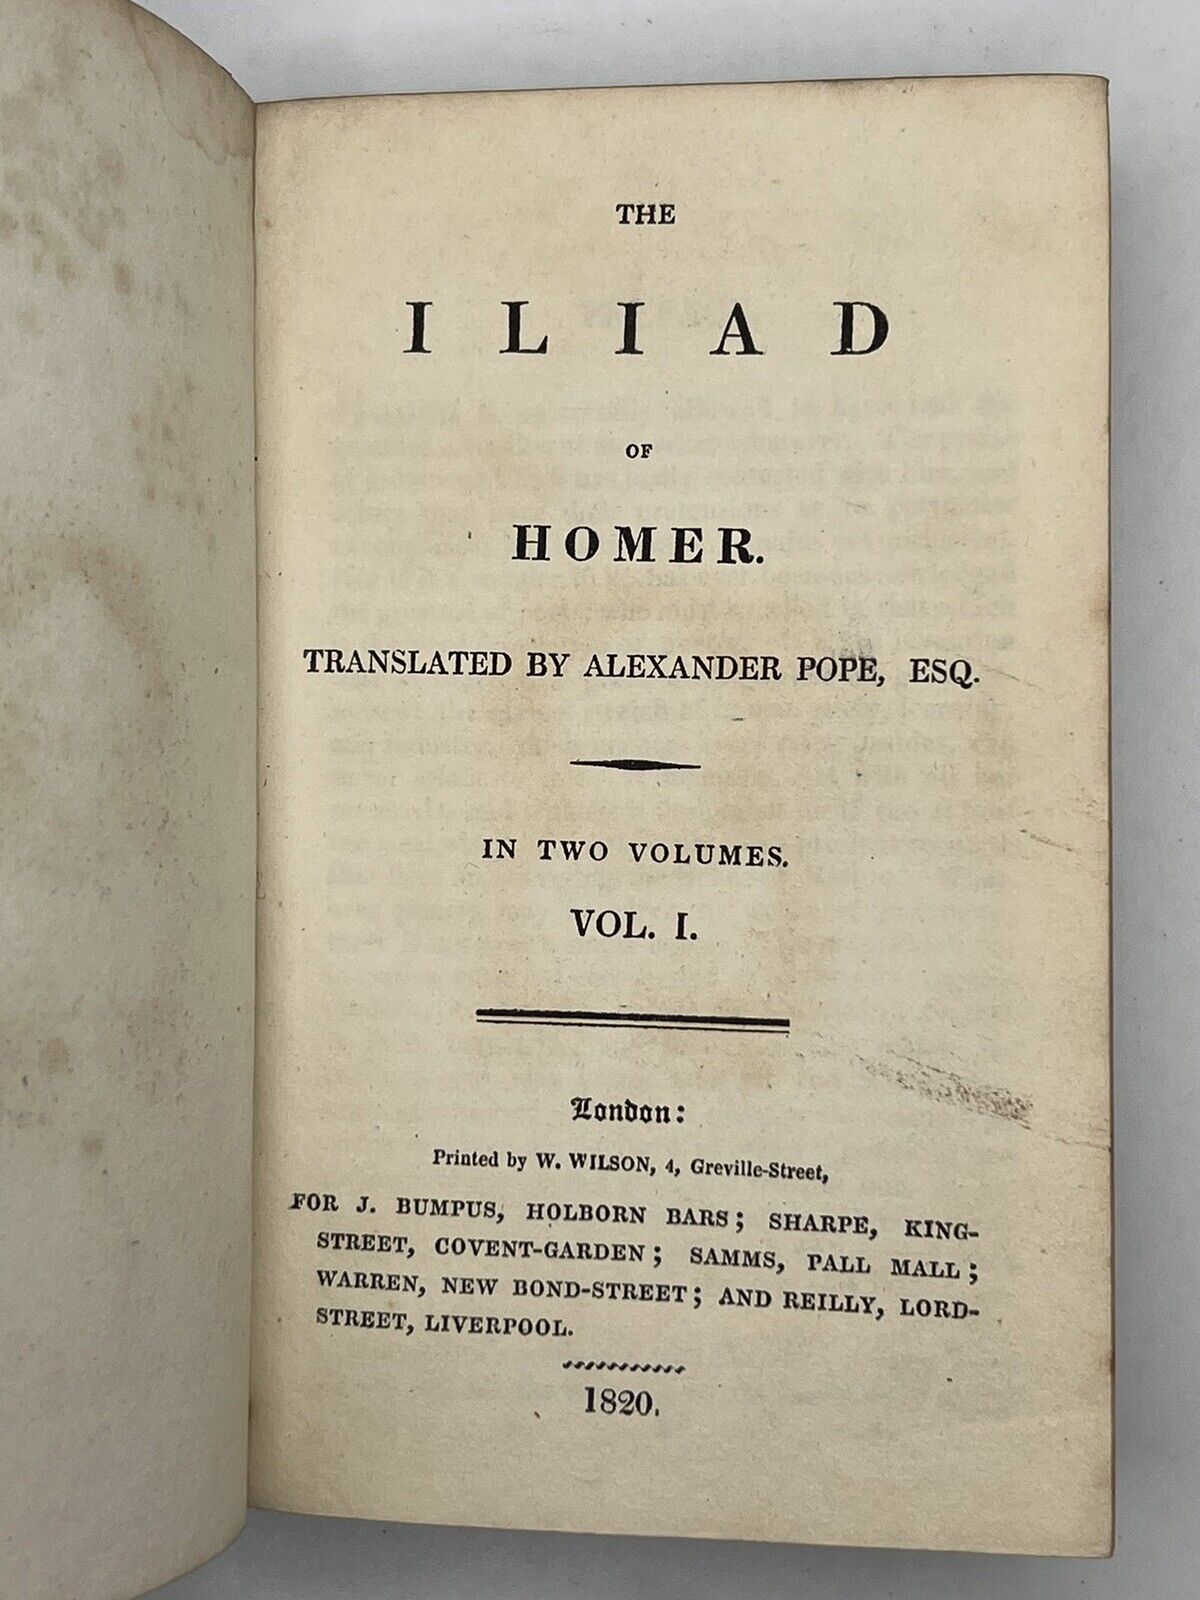 THE
ILIAD
OF
HOMER.
TRANSLATED BY ALEXANDER POPE, ESQ.
IN TWO VOLUMES.
VOL. I.
London:
Printed by W. WILSON, 4, Greville-Street,
FOR J. BUMPUS, HOLBORN BARS; SHARPE, KING-
STREET, COVENT-GARDEN; SAMMS, PALL MALL;
WARREN, NEW BOND-STREET; AND REILLY, LORD-
STREET, LIVERPOOL.
1820.